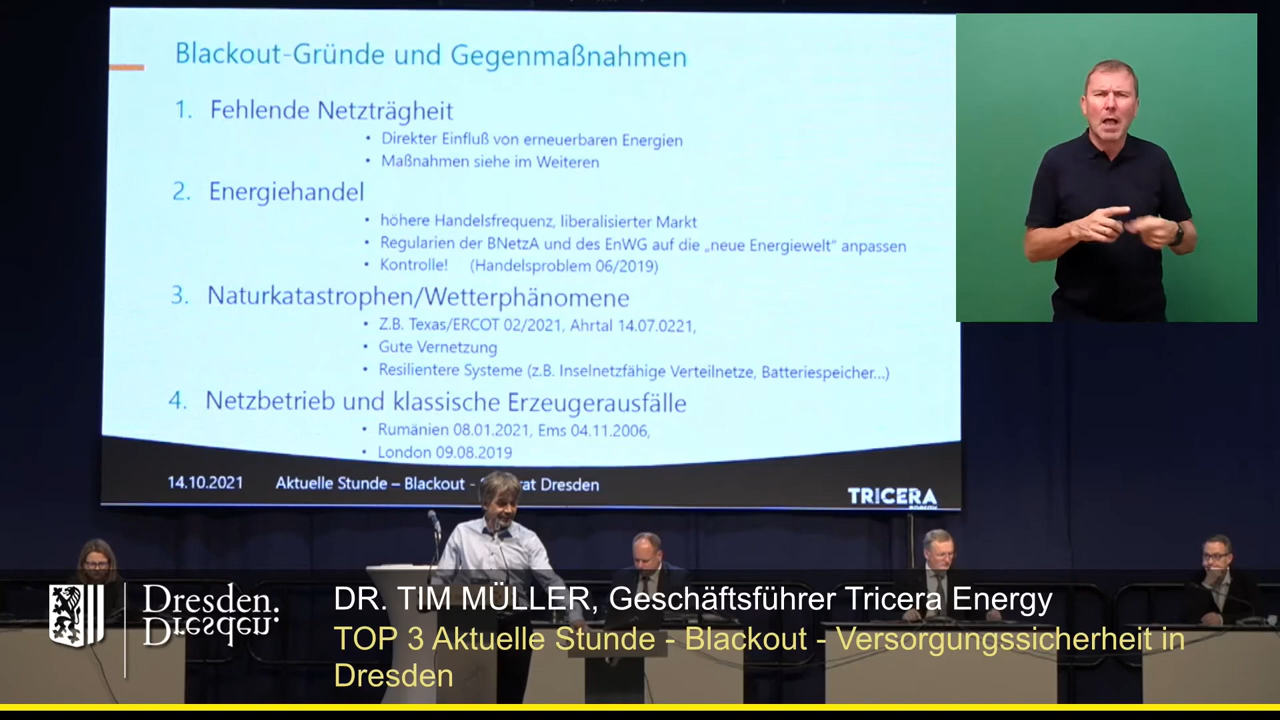 Blackout-Gründe und Gegenmaßnahmen
1. Fehlende Netzträgheit
• Direkter Einfluß von erneuerbaren Energien
• Maßnahmen siehe im Weiteren
2. Energiehandel
• höhere Handelsfrequenz, liberalisierter Markt
• Regularien der BNetzA und des EnWG auf die „neue Energiewelt" anpassen
• Kontrolle! (Handelsproblem 06/2019)
3. Naturkatastrophen/Wetterphänomene
• Z.B. Texas/ERCOT 02/2021, Ahrtal 14.07.0221,
• Gute Vernetzung
• Resilientere Systeme (z.B. Inselnetzfähige Verteilnetze, Batteriespeicher...)
4. Netzbetrieb und klassische Erzeugerausfälle
• Rumänien 08.01.2021, Ems 04.11.2006,
• London 09.08.2019
14.10.2021 Aktuelle Stunde – Blackout - rat Dresden
TRICERA
Dresden.
Dresden.
DR. TIM MÜLLER, Geschäftsführer Tricera Energy
TOP 3 Aktuelle Stunde - Blackout - Versorgungssicherheit in
Dresden